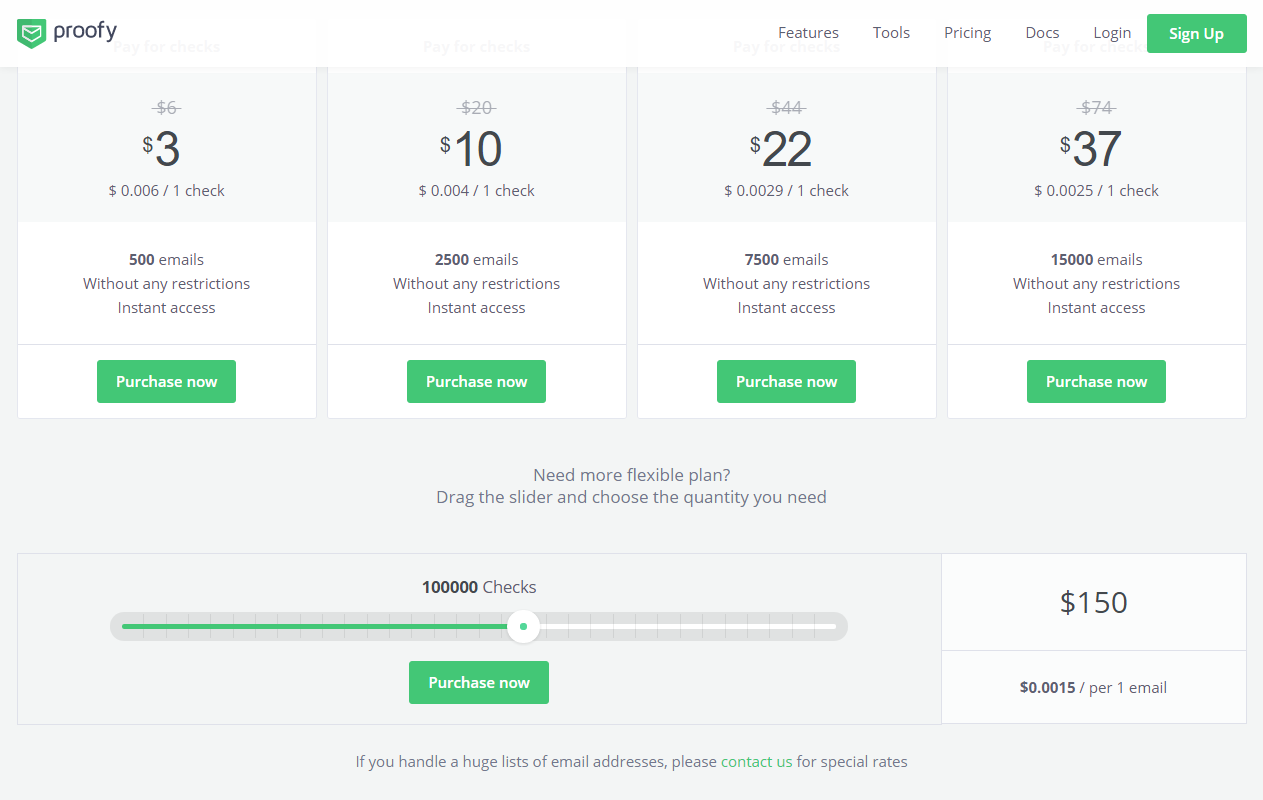 proofy
Features Tools Pricing Docs Login Sign Up
Pay for checks Pay for checks Pay for checks Pay for checks
$6 $20 $44 $74
$3 $10 $22 $37
$ 0.006 / 1 check $ 0.004 / 1 check $ 0.0029 / 1 check $ 0.0025 / 1 check
500 emails 2500 emails 7500 emails 15000 emails
Without any restrictions Without any restrictions Without any restrictions Without any restrictions
Instant access Instant access Instant access Instant access
Purchase now Purchase now Purchase now Purchase now
Need more flexible plan?
Drag the slider and choose the quantity you need
100000 Checks
Purchase now
$150
$0.0015 / per 1 email
If you handle a huge lists of email addresses, please contact us for special rates